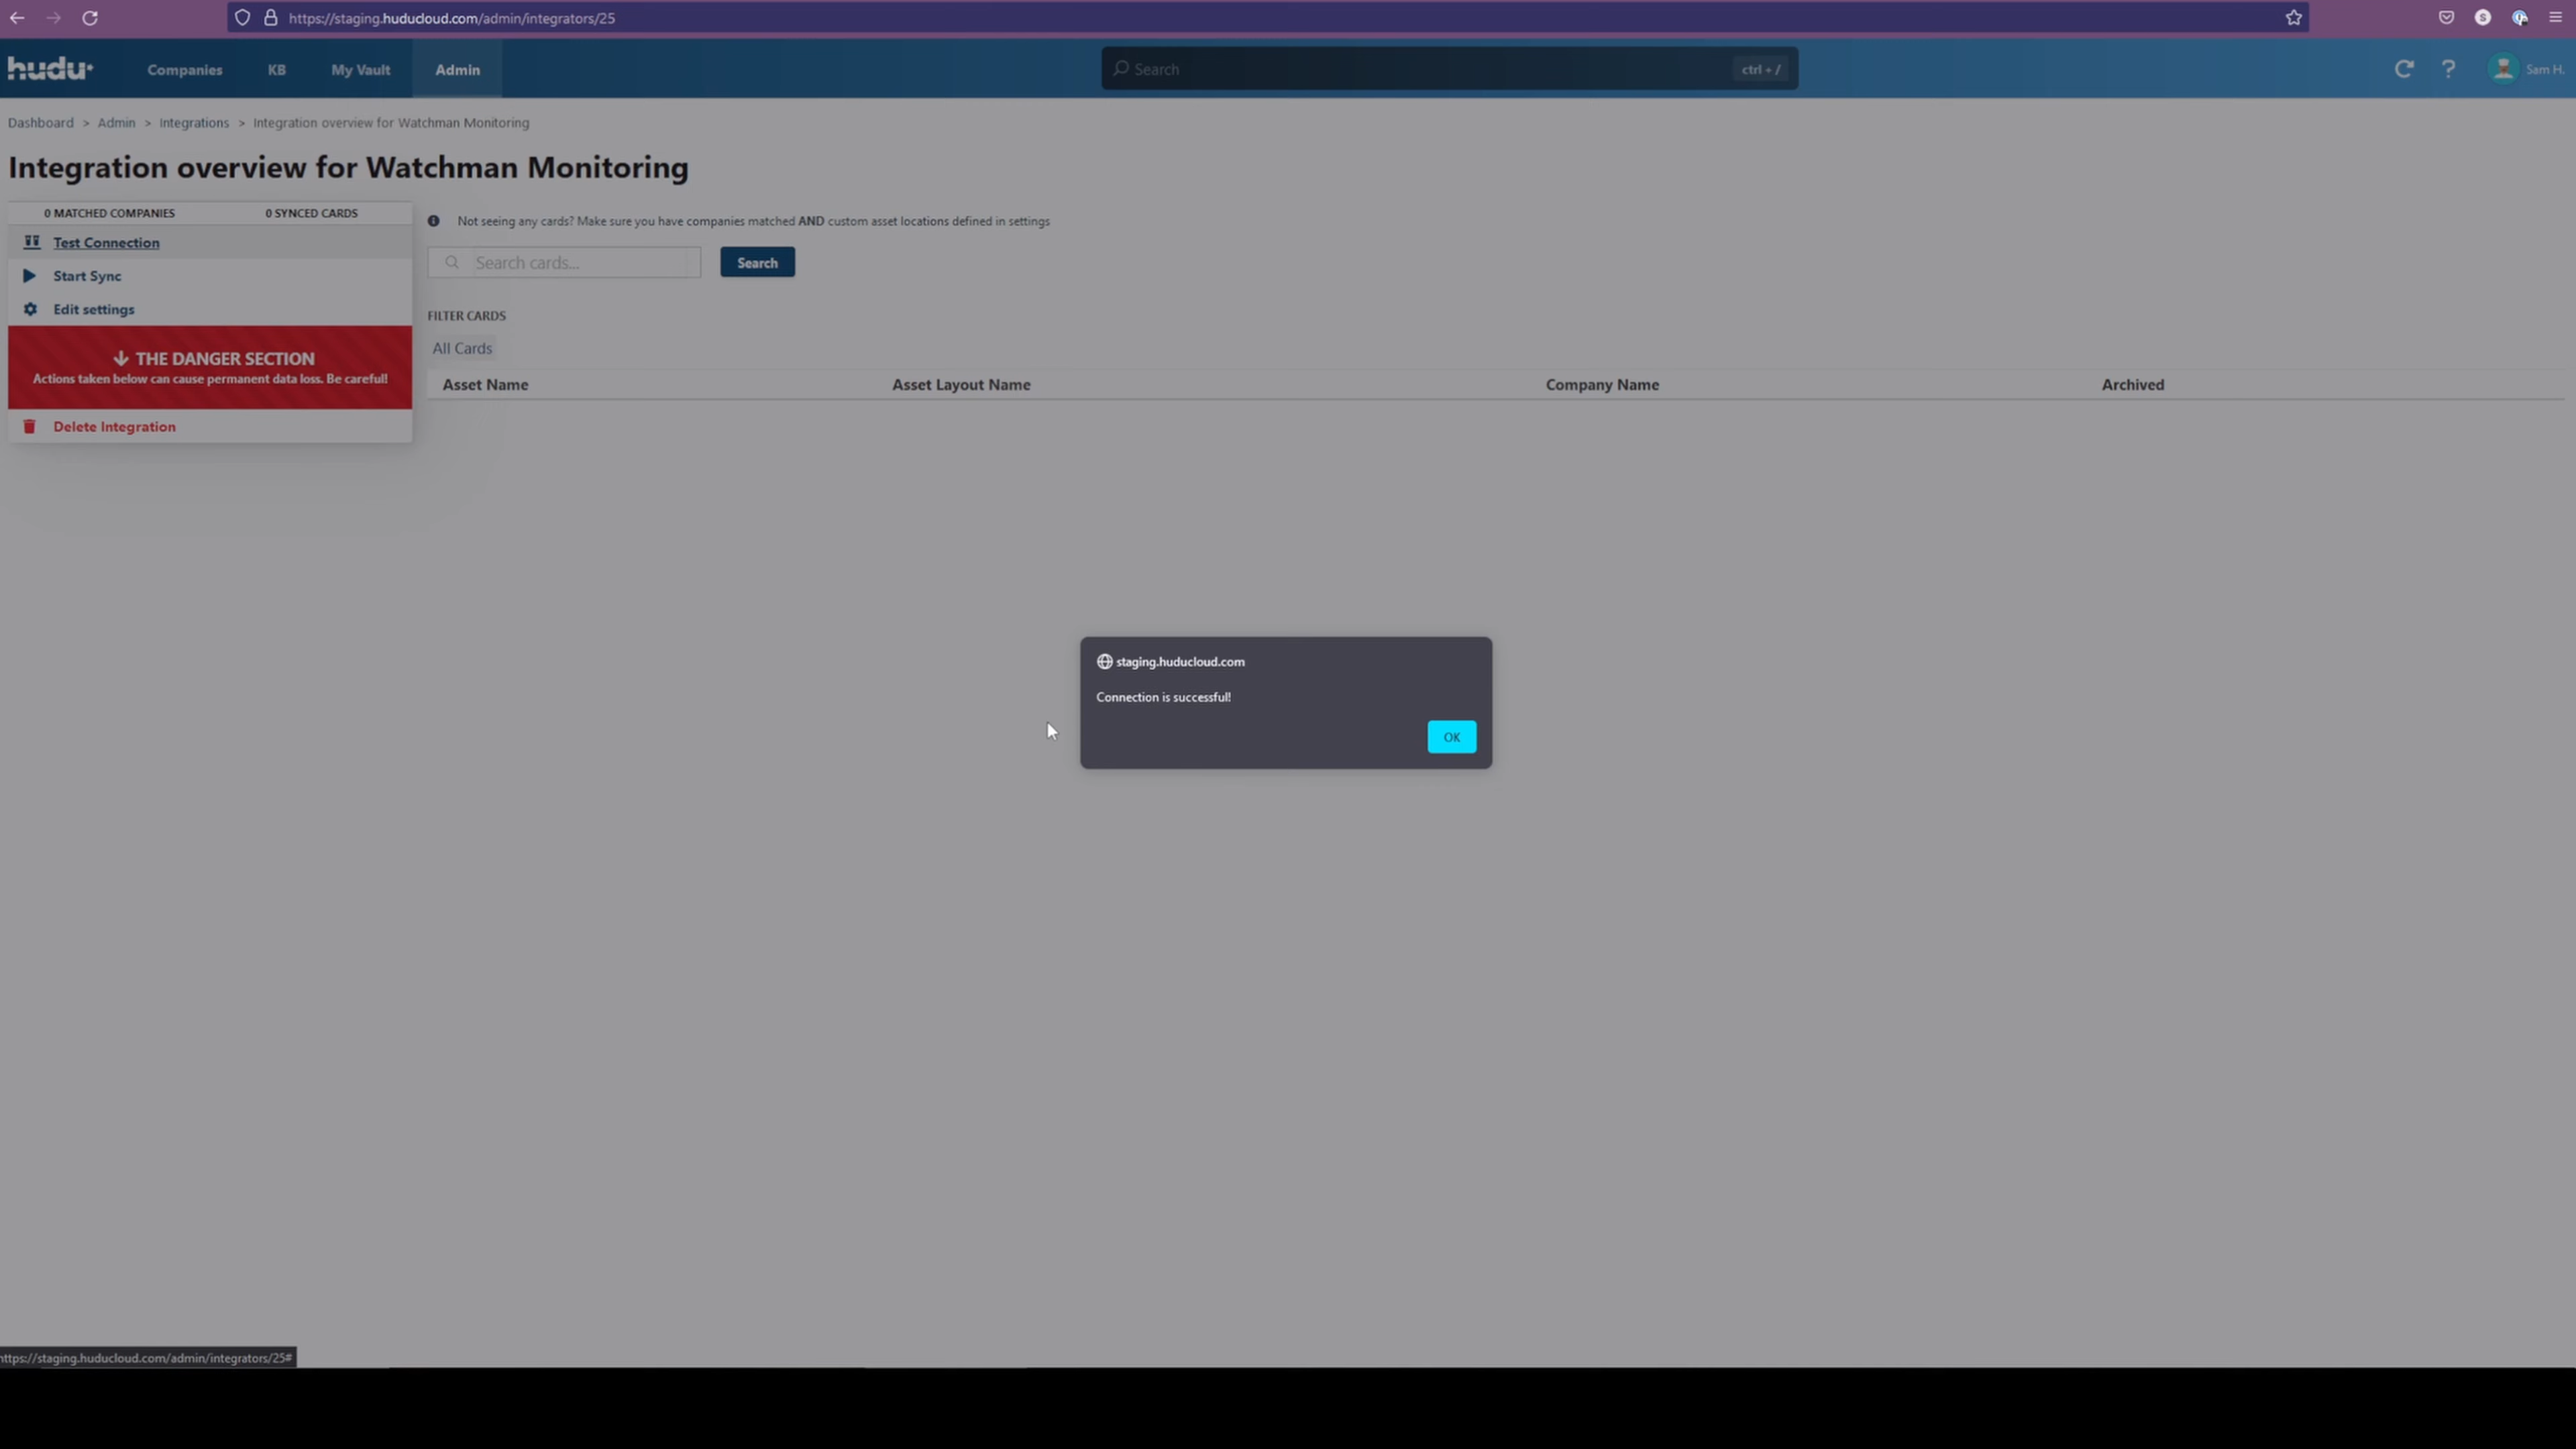 https://staging.huducloud.com/admin/integrators/25
hudu
Companies
KB
My Vault
Admin
Search
ctrl + /
Sam H.
Dashboard > Admin > Integrations > Integration overview for Watchman Monitoring
Integration overview for Watchman Monitoring
0 MATCHED COMPANIES
0 SYNCED CARDS
Test Connection
Start Sync
Edit settings
THE DANGER SECTION
Actions taken below can cause permanent data loss. Be careful!
Delete Integration
Not seeing any cards? Make sure you have companies matched AND custom asset locations defined in settings
Search cards...
Search
FILTER CARDS
All Cards
Asset Name
Asset Layout Name
Company Name
Archived
staging.huducloud.com
Connection is successful!
OK
https://staging.huducloud.com/admin/integrators/25#